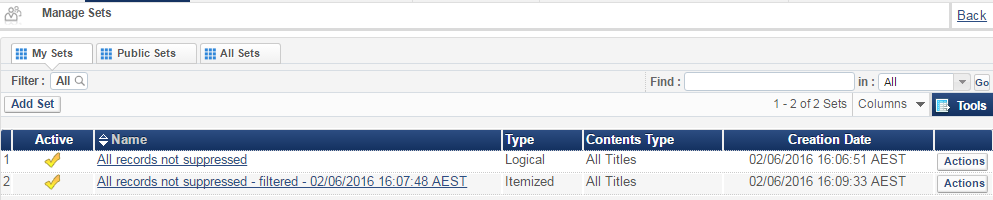 Manage Sets
Back
My Sets Public Sets All Sets
Filter : All Find : in : All Go
Add Set 1 - 2 of 2 Sets Columns Tools
Active Name Type Contents Type Creation Date
1 All records not suppressed Logical All Titles 02/06/2016 16:06:51 AEST Actions
2 All records not suppressed - filtered - 02/06/2016 16:07:48 AEST Itemized All Titles 02/06/2016 16:09:33 AEST Actions